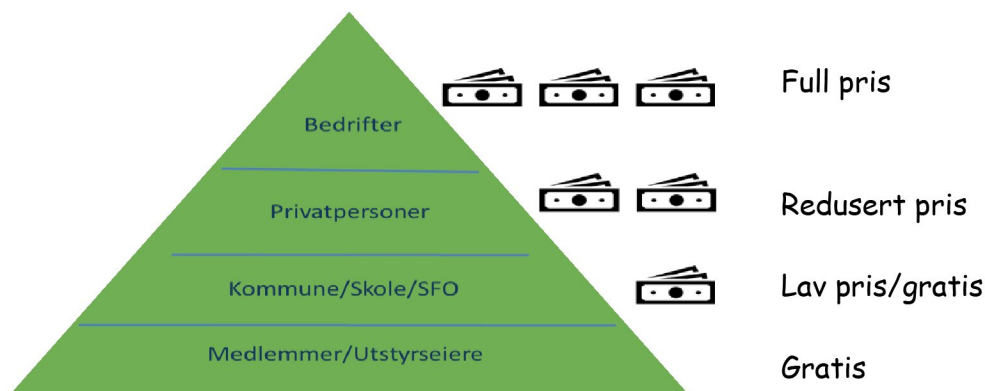 Full pris
Bedrifter
Privatpersoner
Redusert pris
Kommune/Skole/SFO
Lav pris/gratis
Medlemmer/Utstyrseiere
Gratis